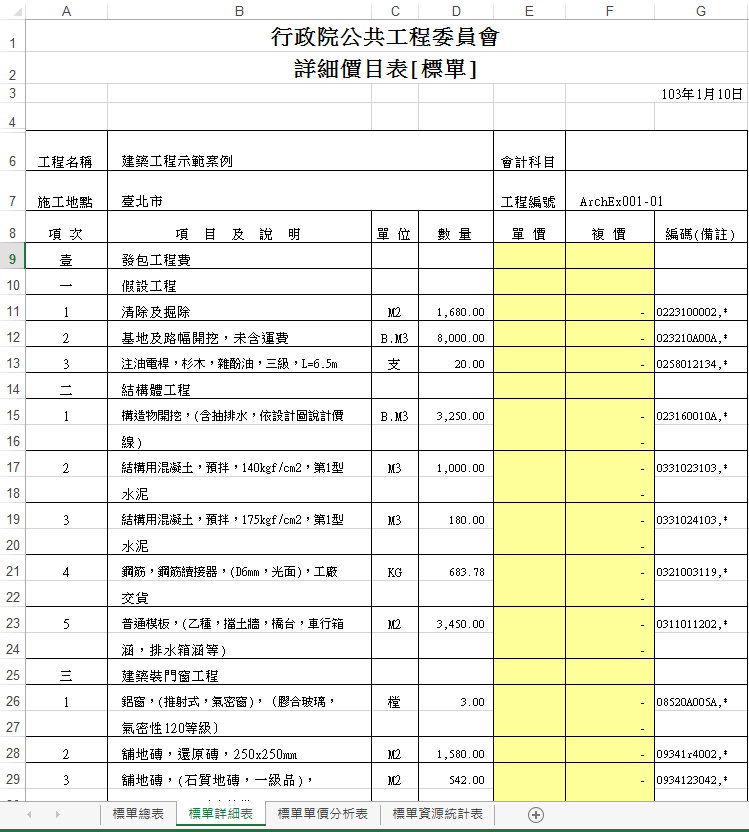 A B C D E F G
1 行政院公共工程委員會
2 詳細價目表[標單]
3 103年1月10日
4
6 工程名稱 建築工程示範案例 會計科目
7 施工地點 臺北市 工程編號 ArchEx001-01
8 項 次 項 目 及 說 明 單 位 數 量 單 價 複 價 編碼(備註)
9 壹 發包工程費
10 一 假設工程
11 1 清除及掘除 M2 1,680.00 - 0223100002,*
12 2 基地及路幅開挖，未含運費 B.M3 8,000.00 - 023210A00A,*
13 3 注油電桿，杉木，雜酚油，三級，L=6.5m 支 20.00 - 0258012134,*
14 二 結構體工程
15 1 構造物開挖，(含抽排水，依設計圖說計價 B.M3 3,250.00 - 023160010A,*
16 線) -
17 2 結構用混凝土，預拌，140kgf/cm2，第1型 M3 1,000.00 - 0331023103,*
18 水泥 -
19 3 結構用混凝土，預拌，175kgf/cm2，第1型 M3 180.00 - 0331024103,*
20 水泥 -
21 4 鋼筋，鋼筋續接器，(D6mm，光面)，工廠 KG 683.78 - 0321003119,*
22 交貨 -
23 5 普通模板，(乙種，擋土牆，橋台，車行箱 M2 3,450.00 - 0311011202,*
24 涵，排水箱涵等) -
25 三 建築裝門窗工程
26 1 鋁窗，(推射式，氣密窗)，（膠合玻璃， 樘 3.00 - 08520A005A,*
27 氣密性120等級） -
28 2 舖地磚，還原磚，250x250mm M2 1,580.00 - 09341r4002,*
29 3 舖地磚，(石質地磚，一級品)， M2 542.00 - 0934123042,*
標單總表 標單詳細表 標單單價分析表 標單資源統計表